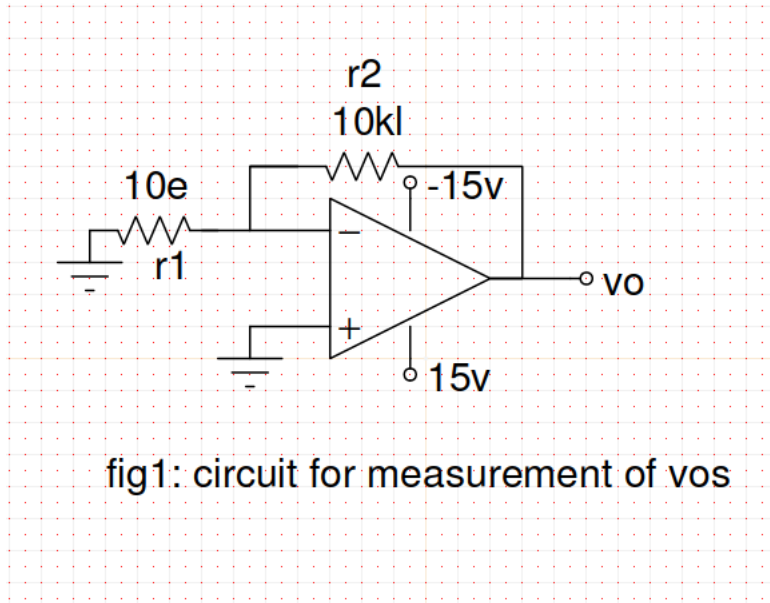 r2
10kl
-15v
10e
r1
−
+
vo
15v
fig1: circuit for measurement of vos